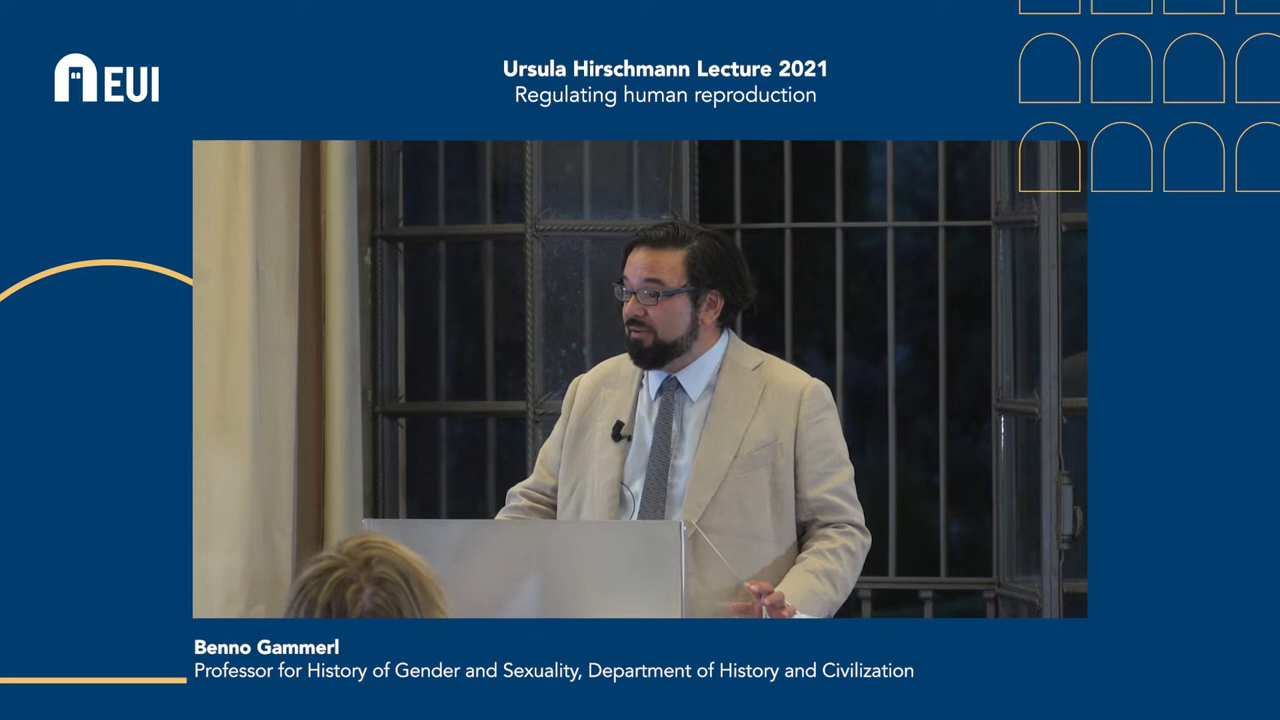 EUI
Ursula Hirschmann Lecture 2021
Regulating human reproduction
Benno Gammerl
Professor for History of Gender and Sexuality, Department of History and Civilization